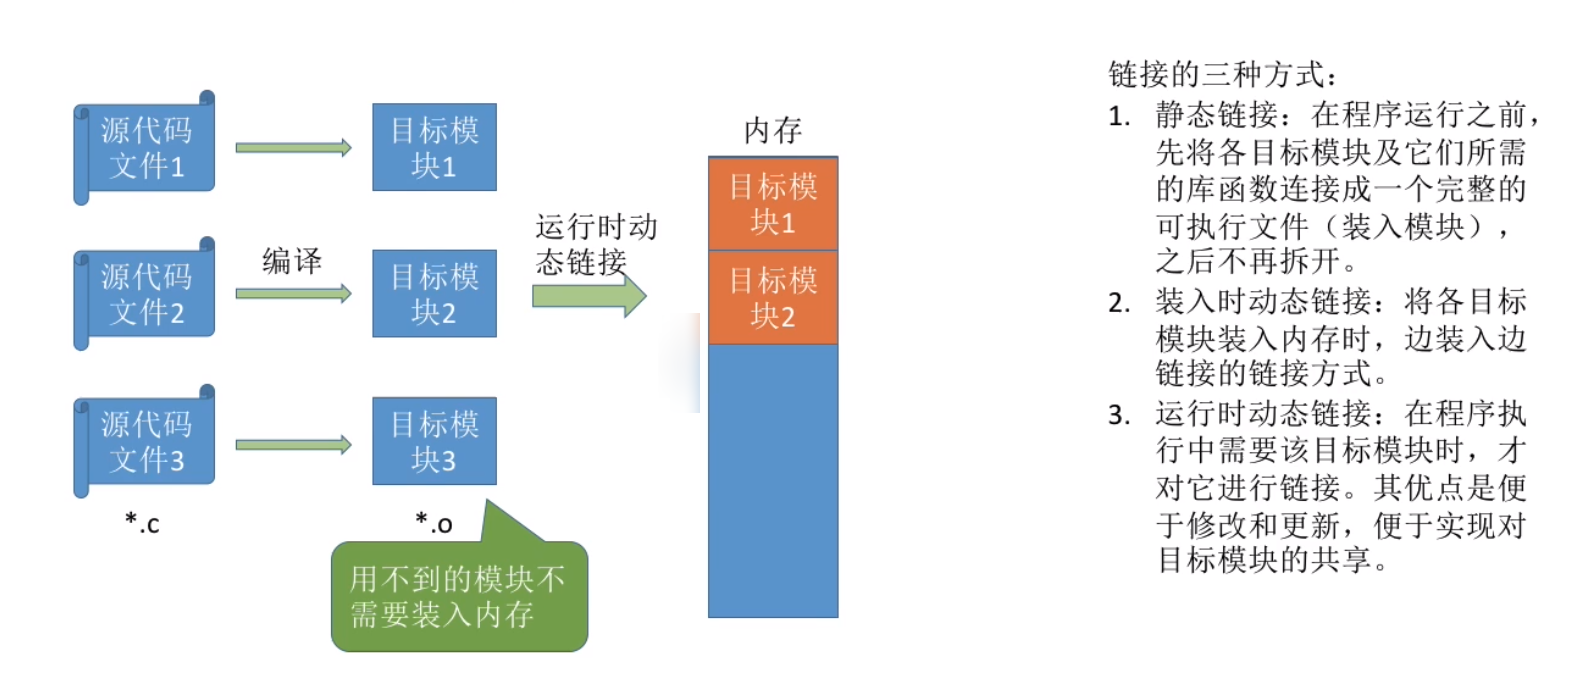 源代码
文件1
目标模
块1
源代码
文件2
编译
目标模
块2
源代码
文件3
目标模
块3
*.c
*.o
用不到的模块不
需要装入内存
运行时动
态链接
内存
目标模
块1
目标模
块2
链接的三种方式：
1. 静态链接：在程序运行之前，
先将各目标模块及它们所需
的库函数连接成一个完整的
可执行文件（装入模块），
之后不再拆开。
2. 装入时动态链接：将各目标
模块装入内存时，边装入边
链接的链接方式。
3. 运行时动态链接：在程序执
行中需要该目标模块时，才
对它进行链接。其优点是便
于修改和更新，便于实现对
目标模块的共享。